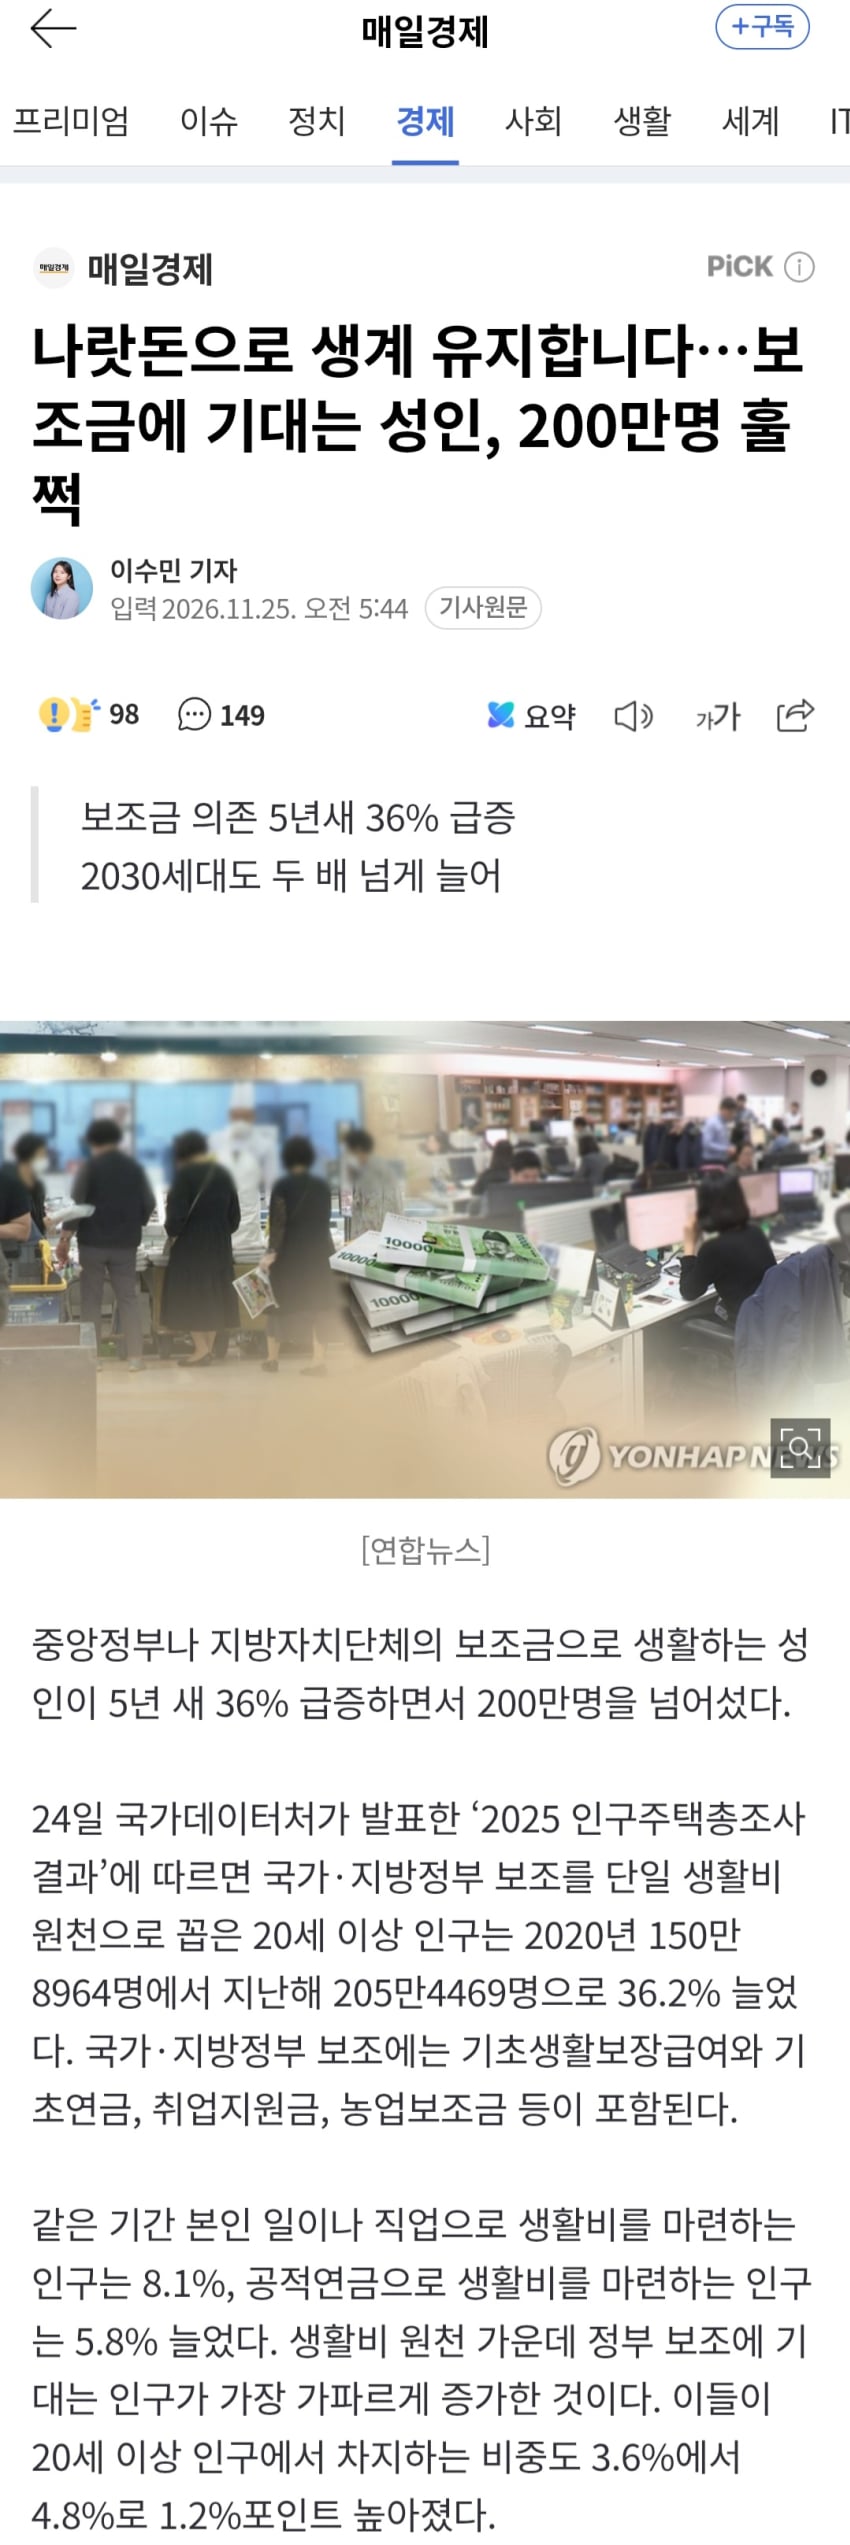 매일경제
+구독
프리미엄 이슈 정치 경제 사회 생활 세계 IT
매일경제 매일경제
PiCK
나랏돈으로 생계 유지합니다…보
조금에 기대는 성인, 200만명 훌
쩍
이수민 기자
입력 2026.11.25. 오전 5:44 기사원문
98 149 요약 가가
보조금 의존 5년새 36% 급증
2030세대도 두 배 넘게 늘어
10000
10000
10000
YONHAP NEWS
[연합뉴스]
중앙정부나 지방자치단체의 보조금으로 생활하는 성
인이 5년 새 36% 급증하면서 200만명을 넘어섰다.
24일 국가데이터처가 발표한 ‘2025 인구주택총조사
결과’에 따르면 국가·지방정부 보조를 단일 생활비
원천으로 꼽은 20세 이상 인구는 2020년 150만
8964명에서 지난해 205만4469명으로 36.2% 늘었
다. 국가·지방정부 보조에는 기초생활보장급여와 기
초연금, 취업지원금, 농업보조금 등이 포함된다.
같은 기간 본인 일이나 직업으로 생활비를 마련하는
인구는 8.1%, 공적연금으로 생활비를 마련하는 인구
는 5.8% 늘었다. 생활비 원천 가운데 정부 보조에 기
대는 인구가 가장 가파르게 증가한 것이다. 이들이
20세 이상 인구에서 차지하는 비중도 3.6%에서
4.8%로 1.2%포인트 높아졌다.